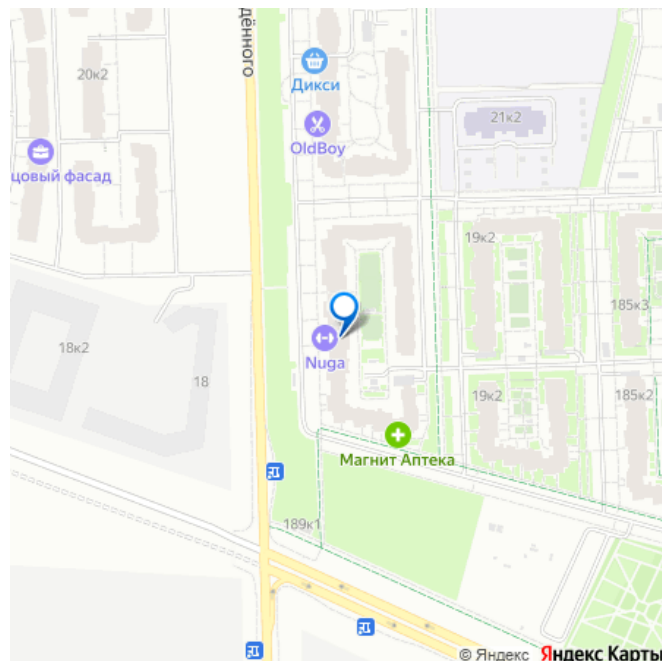 дённого
20к2
Дикси
21к2
OldBoy
цовый фасад
19к2
185к3
18к2
Nuga
18
19к2
185к2
Магнит Аптека
189к1
© Яндекс Яндекс Карты